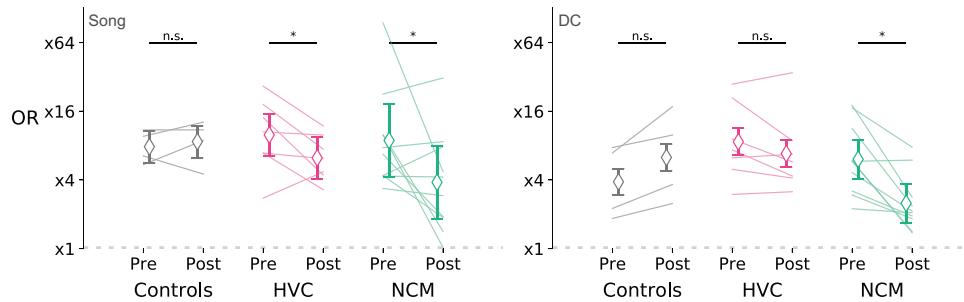 Song
DC
n.s.
*
*
n.s.
n.s.
*
x64
x64
OR
x16
x16
x4
x4
x1
x1
Pre Post Pre Post Pre Post
Pre Post Pre Post Pre Post
Controls HVC NCM
Controls HVC NCM